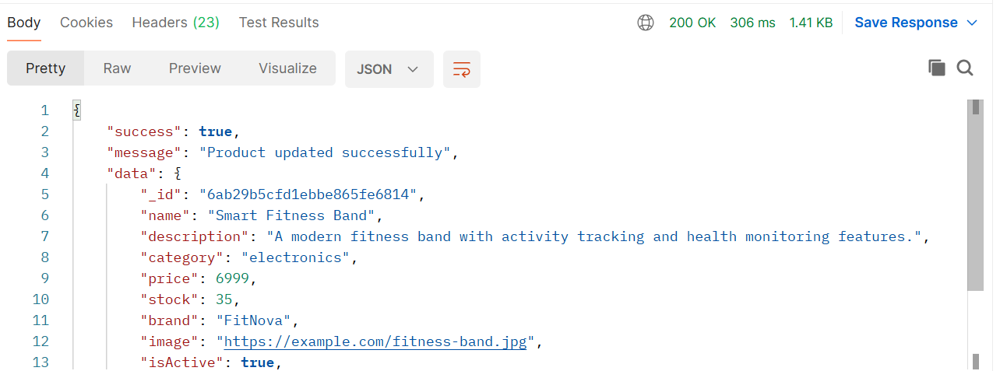 Body Cookies Headers (23) Test Results 200 OK 306 ms 1.41 KB Save Response
Pretty Raw Preview Visualize JSON
1 {
2 "success": true,
3 "message": "Product updated successfully",
4 "data": {
5 "_id": "6ab29b5cfd1ebbe865fe6814",
6 "name": "Smart Fitness Band",
7 "description": "A modern fitness band with activity tracking and health monitoring features.",
8 "category": "electronics",
9 "price": 6999,
10 "stock": 35,
11 "brand": "FitNova",
12 "image": "https://example.com/fitness-band.jpg",
13 "isActive": true,